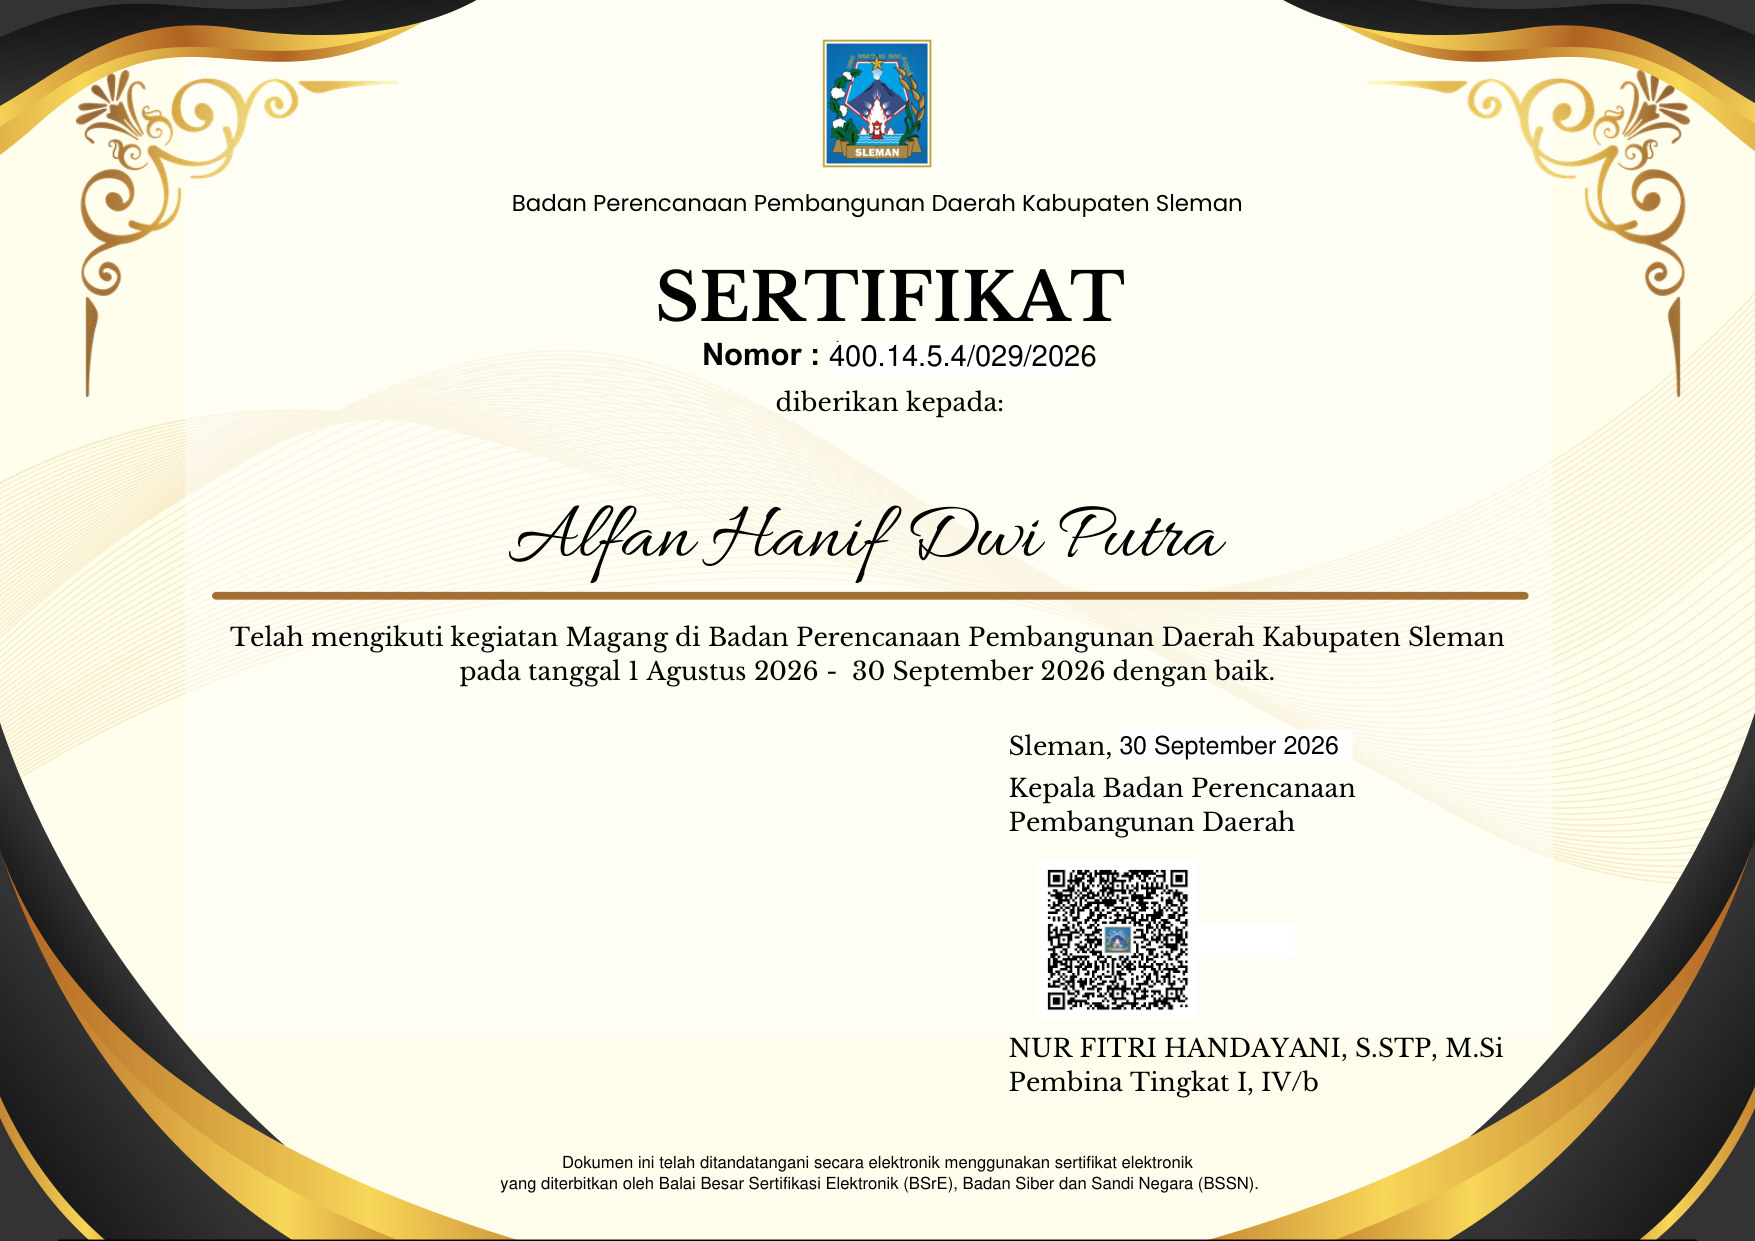 SLEMAN
Badan Perencanaan Pembangunan Daerah Kabupaten Sleman
SERTIFIKAT
Nomor : 400.14.5.4/029/2026
diberikan kepada:
Alfan Hanif Dwi Putra
Telah mengikuti kegiatan Magang di Badan Perencanaan Pembangunan Daerah Kabupaten Sleman
pada tanggal 1 Agustus 2026 - 30 September 2026 dengan baik.
Sleman, 30 September 2026
Kepala Badan Perencanaan
Pembangunan Daerah
NUR FITRI HANDAYANI, S.STP, M.Si
Pembina Tingkat I, IV/b
Dokumen ini telah ditandatangani secara elektronik menggunakan sertifikat elektronik
yang diterbitkan oleh Balai Besar Sertifikasi Elektronik (BSrE), Badan Siber dan Sandi Negara (BSSN).